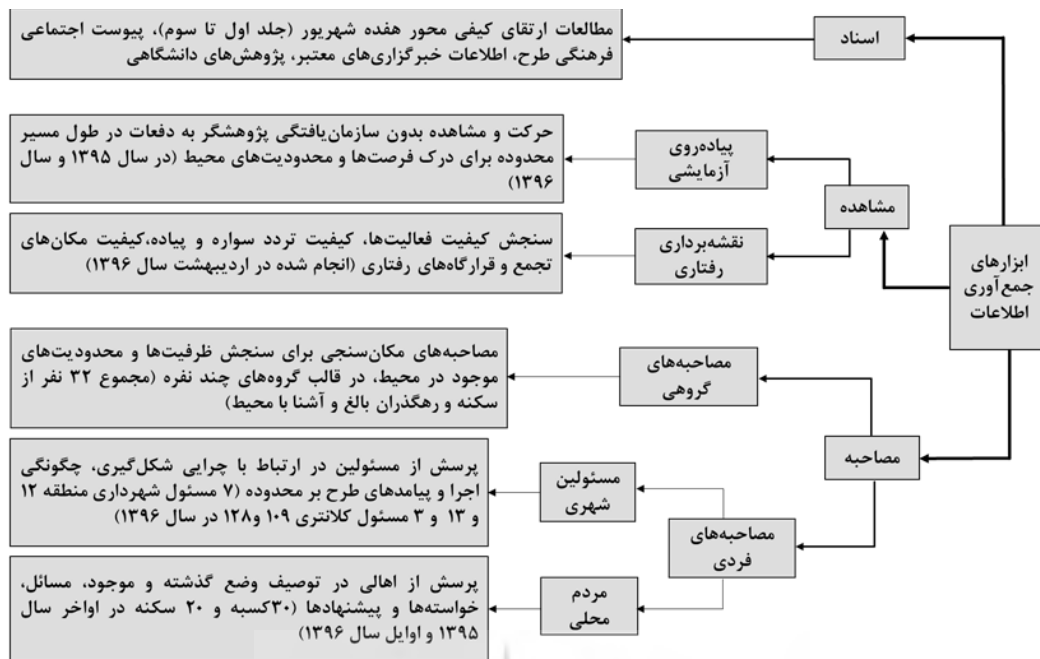 ابزارهای
جمع‌آوری
اطلاعات
اسناد
مطالعات ارتقای کیفی محور هفده شهریور (جلد اول تا سوم)، پیوست اجتماعی
فرهنگی طرح، اطلاعات خبرگزاری‌های معتبر، پژوهش‌های دانشگاهی
مشاهده
پیاده‌روی
آزمایشی
حرکت و مشاهده بدون سازمان‌یافتگی پژوهشگر به دفعات در طول مسیر
محدوده برای درک فرصت‌ها و محدودیت‌های محیط (در سال ۱۳۹۵ و سال
۱۳۹۶)
نقشه‌برداری
رفتاری
سنجش کیفیت فعالیت‌ها، کیفیت تردد سواره و پیاده،کیفیت مکان‌های
تجمع و قرارگاه‌های رفتاری (انجام شده در اردیبهشت سال ۱۳۹۶)
مصاحبه
مصاحبه‌های
گروهی
مصاحبه‌های مکان‌سنجی برای سنجش ظرفیت‌ها و محدودیت‌های
موجود در محیط، در قالب گروه‌های چند نفره (مجموع ۳۲ نفر از
سکنه و رهگذران بالغ و آشنا با محیط)
مصاحبه‌های
فردی
مسئولین
شهری
پرسش از مسئولین در ارتباط با چرایی شکل‌گیری، چگونگی
اجرا و پیامدهای طرح بر محدوده (۷ مسئول شهرداری منطقه ۱۲
و ۱۳ و ۳ مسئول کلانتری ۱۰۹ و۱۲۸ در سال ۱۳۹۶)
مردم
محلی
پرسش از اهالی در توصیف وضع گذشته و موجود، مسائل،
خواسته‌ها و پیشنهادها (۳۰کسبه و ۲۰ سکنه در اواخر سال
۱۳۹۵ و اوایل سال ۱۳۹۶)